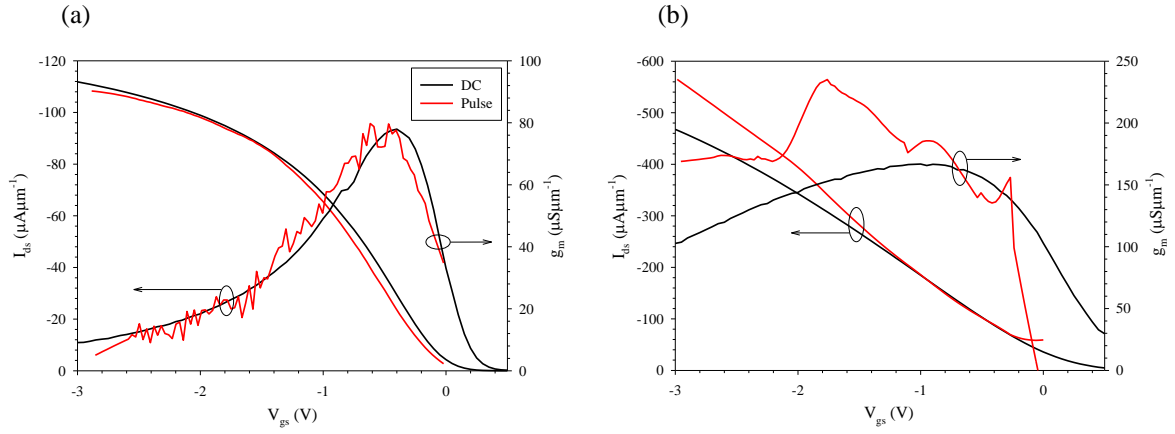 (a)
-120
-100
-80
-60
-40
-20
0
I_ds (μAμm⁻¹)
100
80
60
40
20
0
g_m (μSμm⁻¹)
DC
Pulse
-3 -2 -1 0
V_gs (V)
(b)
-600
-500
-400
-300
-200
-100
0
I_ds (μAμm⁻¹)
250
200
150
100
50
0
g_m (μSμm⁻¹)
-3 -2 -1 0
V_gs (V)